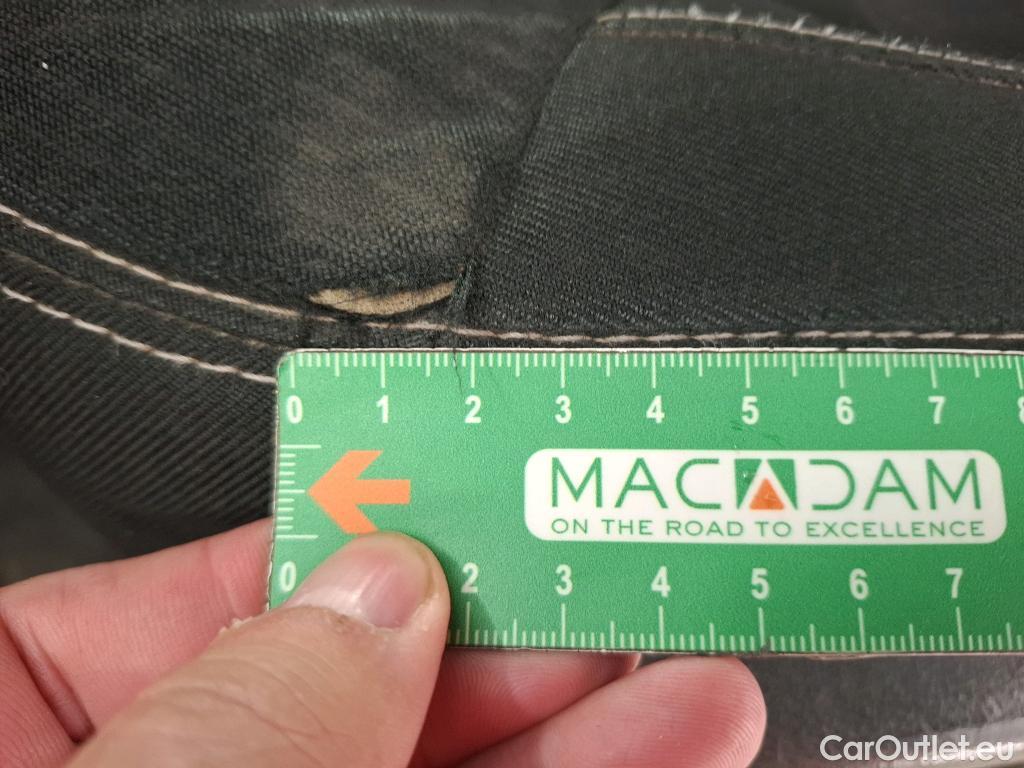 0 1 2 3 4 5 6 7
MACADAM
ON THE ROAD TO EXCELLENCE
0 2 3 4 5 6 7
CarOutlet.eu